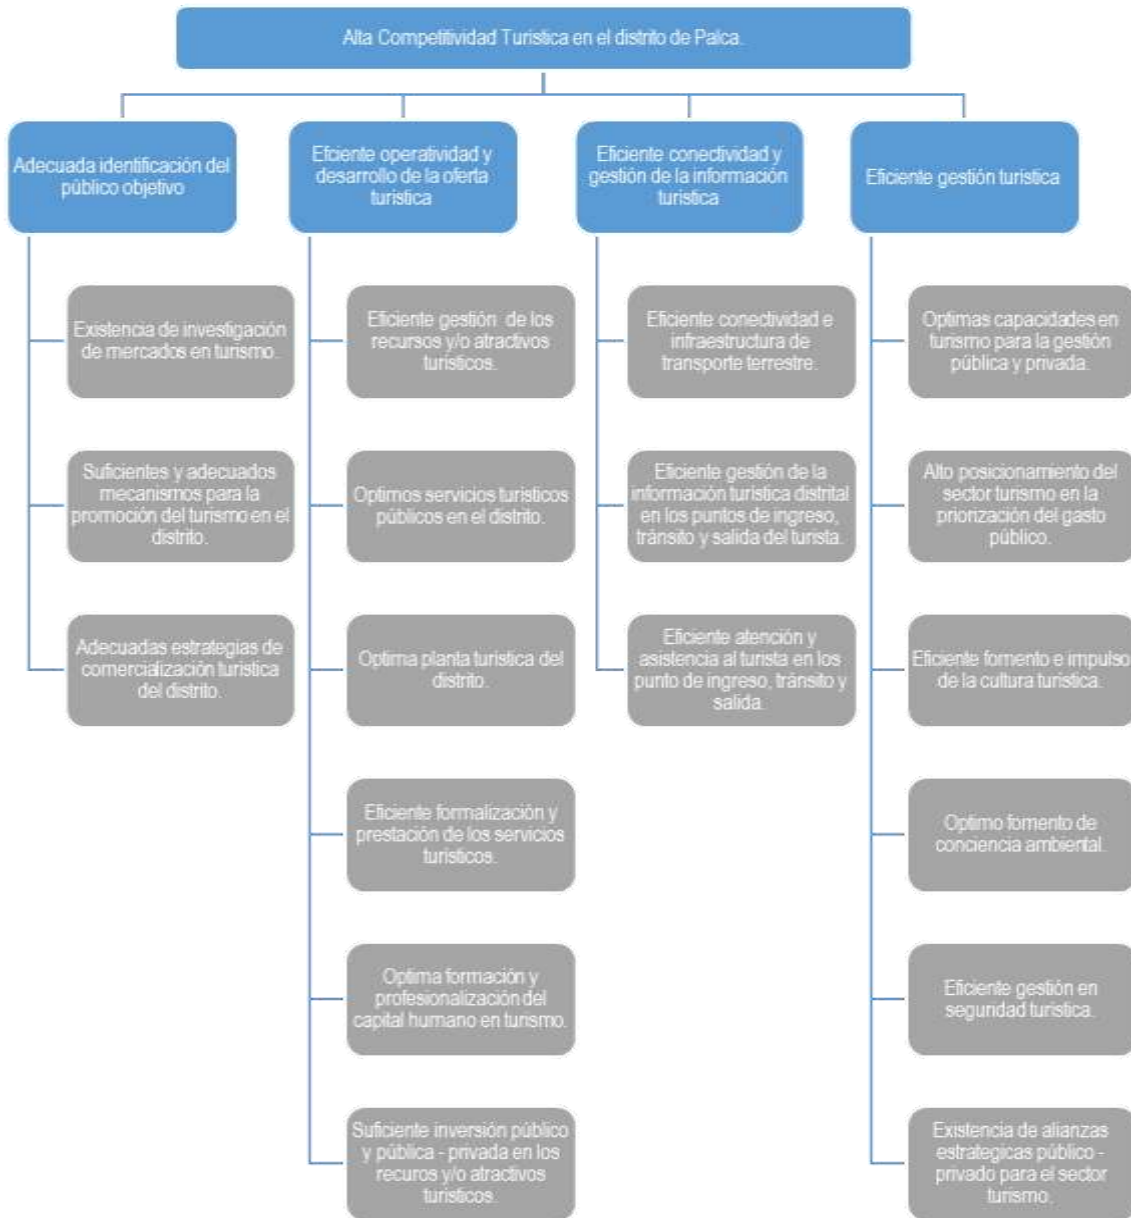 Alta Competitividad Turistica en el distrito de Palca.
Adecuada identificación del
público objetivo
Existencia de investigación
de mercados en turismo.
Suficientes y adecuados
mecanismos para la
promoción del turismo en el
distrito.
Adecuadas estrategias de
comercialización turistica
del distrito.
Efciente operatividad y
desarrollo de la oferta
turistica
Eficiente gestión de los
recursos y/o atractivos
turísticos.
Optimos servicios turísticos
públicos en el distrito.
Optima planta turística del
distrito.
Eficiente formalización y
prestación de los servicios
turísticos.
Optima formación y
profesionalización del
capital humano en turismo.
Suficiente inversión público
y pública - privada en los
recuros y/o atractivos
turísticos.
Eficiente conectividad y
gestión de la información
turística
Eficiente conectividad e
infraestructura de
transporte terrestre.
Eficiente gestión de la
información turística distrital
en los puntos de ingreso,
tránsito y salida del turista.
Eficiente atención y
asistencia al turista en los
punto de ingreso, tránsito y
salida.
Eficiente gestión turística
Optimas capacidades en
turismo para la gestión
pública y privada.
Alto posicionamiento del
sector turismo en la
priorización del gasto
público.
Eficiente fomento e impulso
de la cultura turística.
Optimo fomento de
conciencia ambiental.
Eficiente gestión en
seguridad turística.
Existencia de alianzas
estrategicas público -
privado para el sector
turismo.